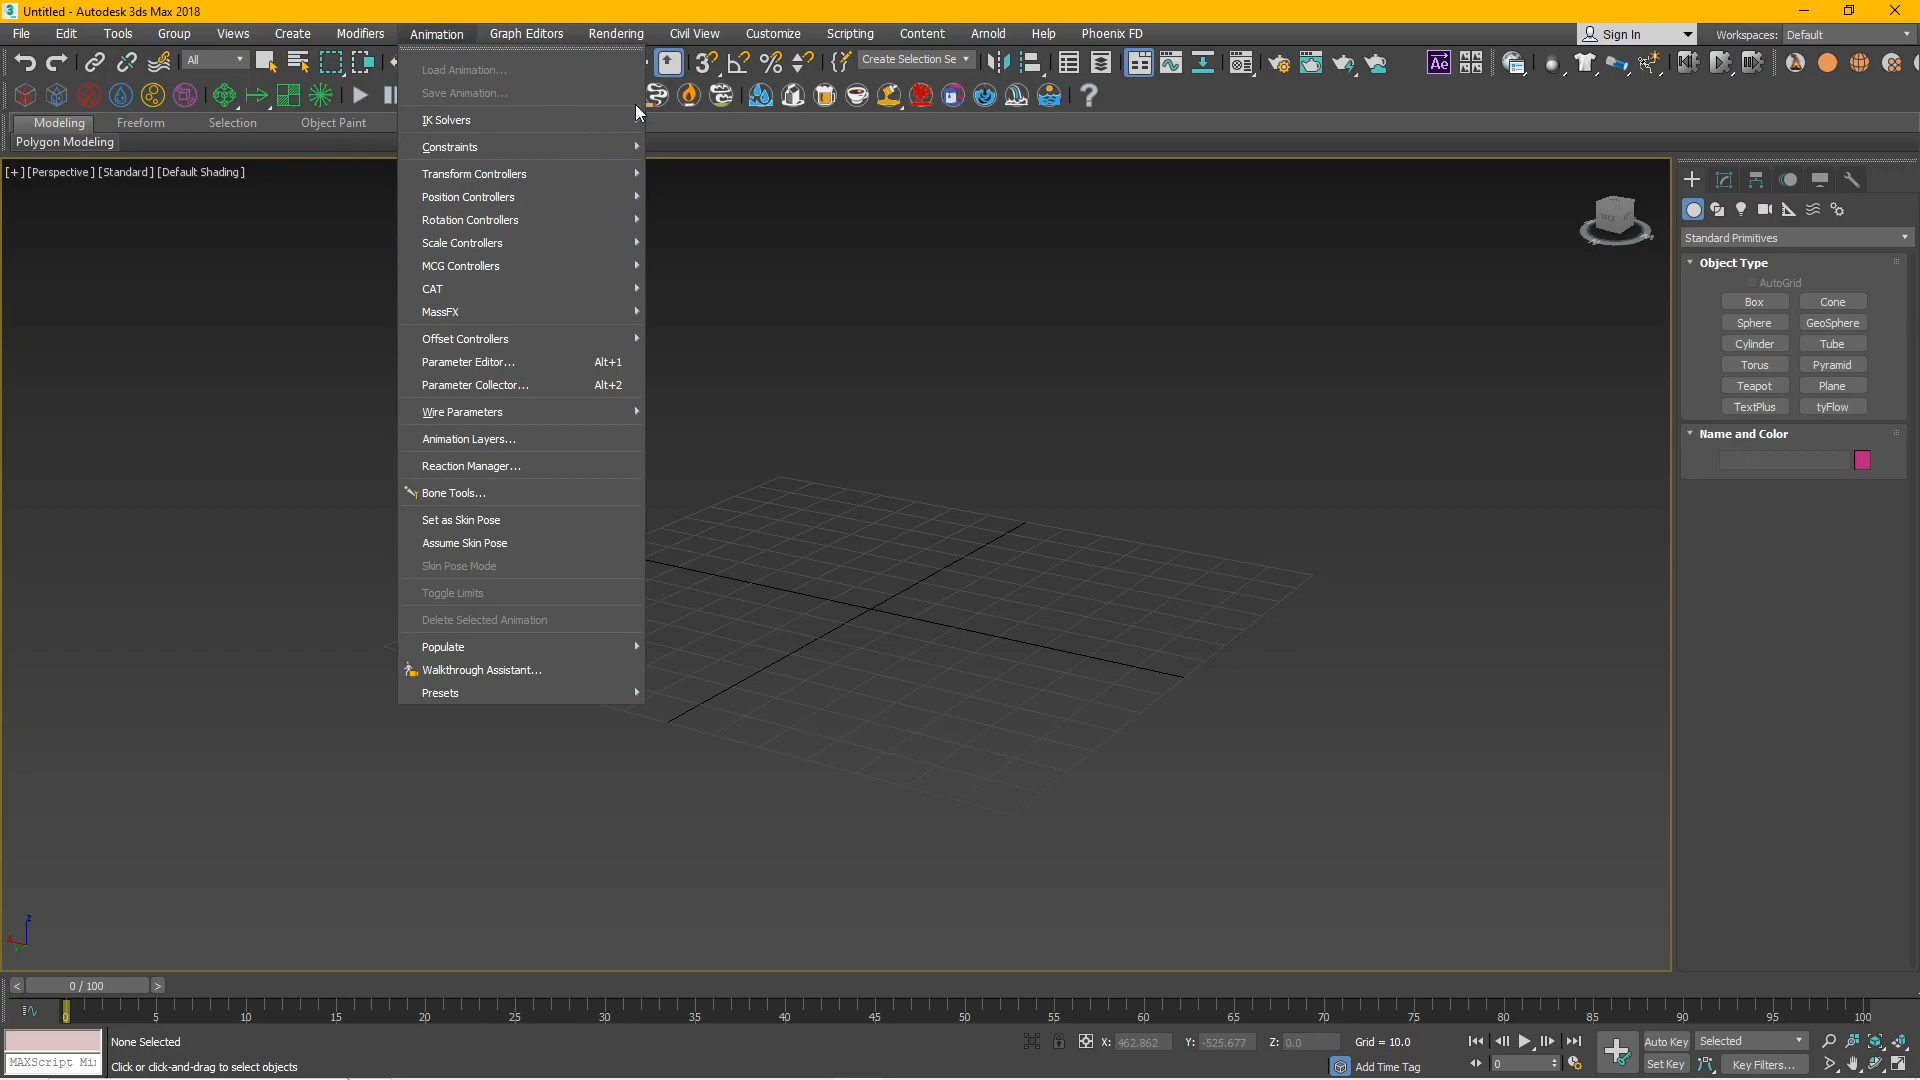 Untitled - Autodesk 3ds Max 2018
File Edit Tools Group Views Create Modifiers Animation Graph Editors Rendering Civil View Customize Scripting Content Arnold Help Phoenix FD
Sign In Workspaces: Default
All Create Selection Se Ae
Modeling Freeform Selection Object Paint
Polygon Modeling
[+] [Perspective] [Standard] [Default Shading]
Load Animation...
Save Animation...
IK Solvers
Constraints
Transform Controllers
Position Controllers
Rotation Controllers
Scale Controllers
MCG Controllers
CAT
MassFX
Offset Controllers
Parameter Editor... Alt+1
Parameter Collector... Alt+2
Wire Parameters
Animation Layers...
Reaction Manager...
Bone Tools...
Set as Skin Pose
Assume Skin Pose
Skin Pose Mode
Toggle Limits
Delete Selected Animation
Populate
Walkthrough Assistant...
Presets
Standard Primitives
Object Type
AutoGrid
Box Cone
Sphere GeoSphere
Cylinder Tube
Torus Pyramid
Teapot Plane
TextPlus tyFlow
Name and Color
z
x
y
< 0 / 100 >
0 5 10 15 20 25 30 35 40 45 50 55 60 65 70 75 80 85 90 95 100
None Selected X: 462.862 Y: -525.677 Z: 0.0 Grid = 10.0 Auto Key Selected
MAXScript Mi Click or click-and-drag to select objects Add Time Tag 0 Set Key Key Filters...